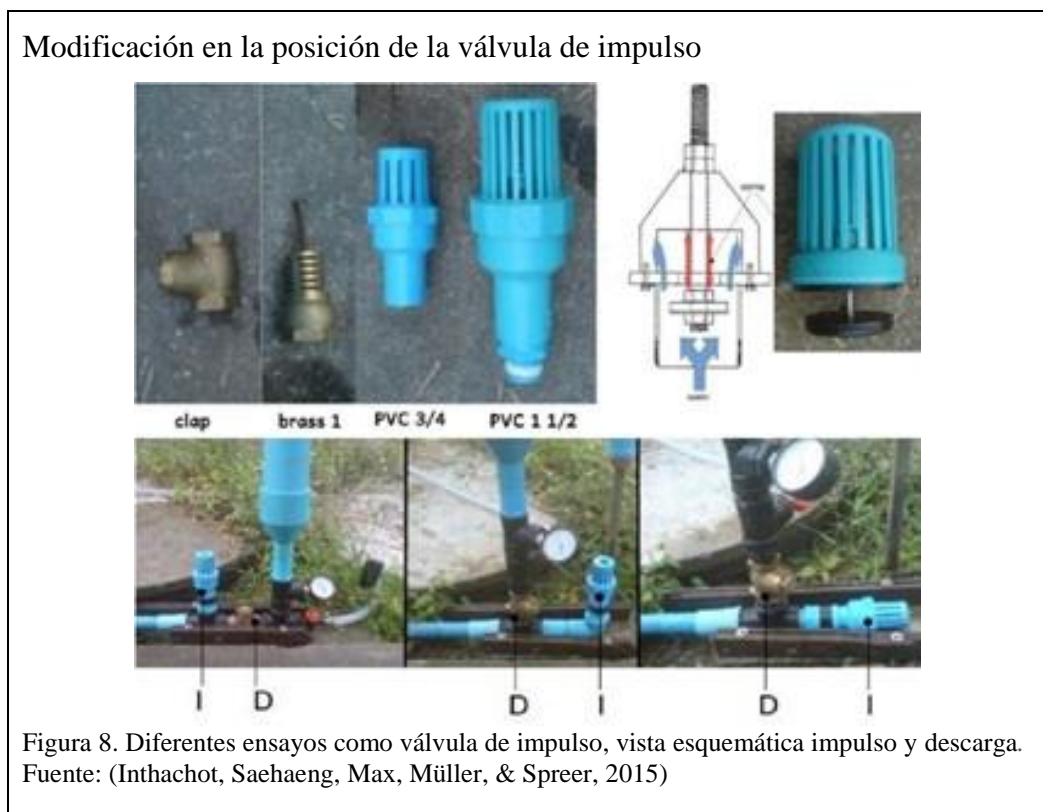 Modificación en la posición de la válvula de impulso
clap brass 1 PVC 3/4 PVC 1 1/2
I D D I D I
Figura 8. Diferentes ensayos como válvula de impulso, vista esquemática impulso y descarga.
Fuente: (Inthachot, Saehaeng, Max, Müller, & Spreer, 2015)